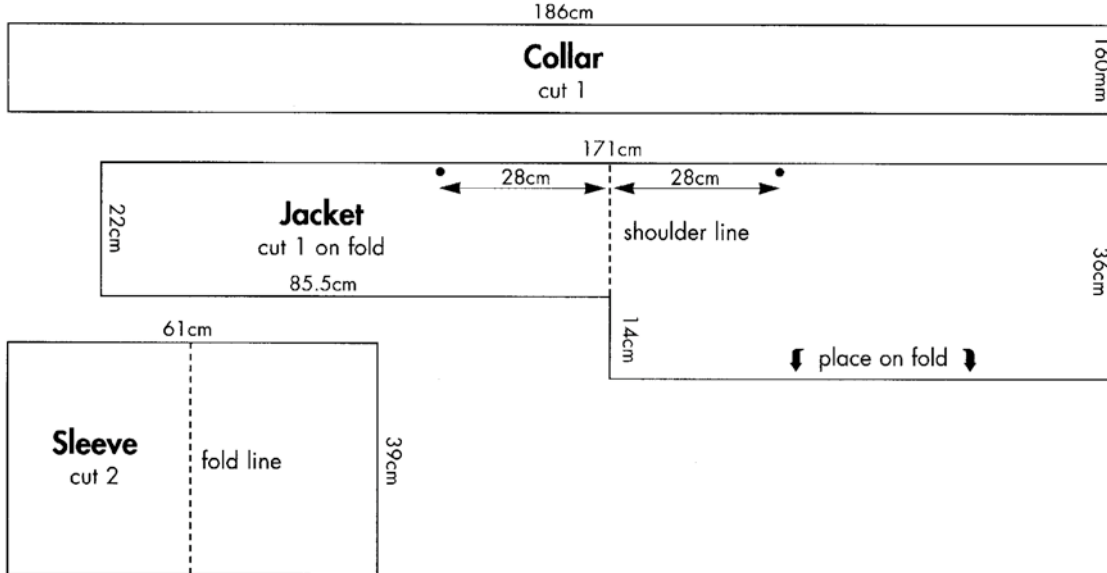 186cm
Collar
cut 1
160mm
171cm
28cm
28cm
22cm
Jacket
cut 1 on fold
85.5cm
shoulder line
36cm
14cm
place on fold
61cm
Sleeve
cut 2
fold line
39cm